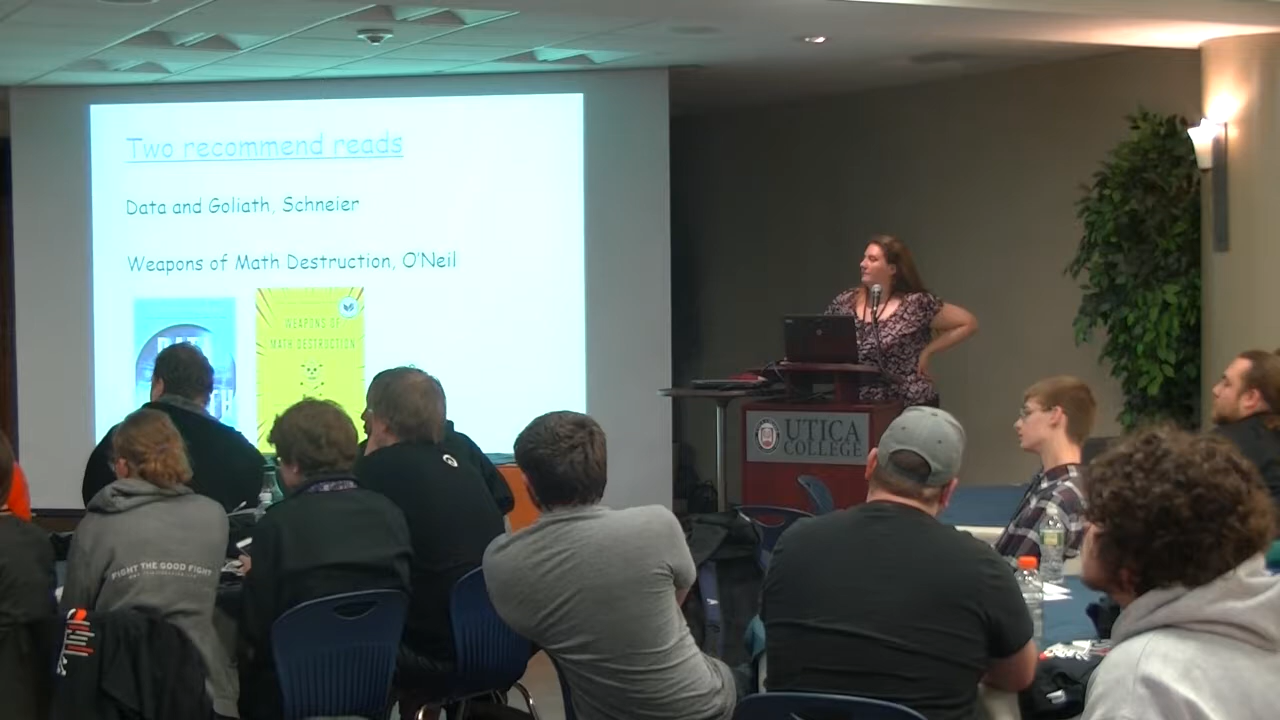 Two recommend reads
Data and Goliath, Schneier
Weapons of Math Destruction, O'Neil
WEAPONS OF
MATH DESTRUCTION
UTICA
COLLEGE
FIGHT THE GOOD FIGHT